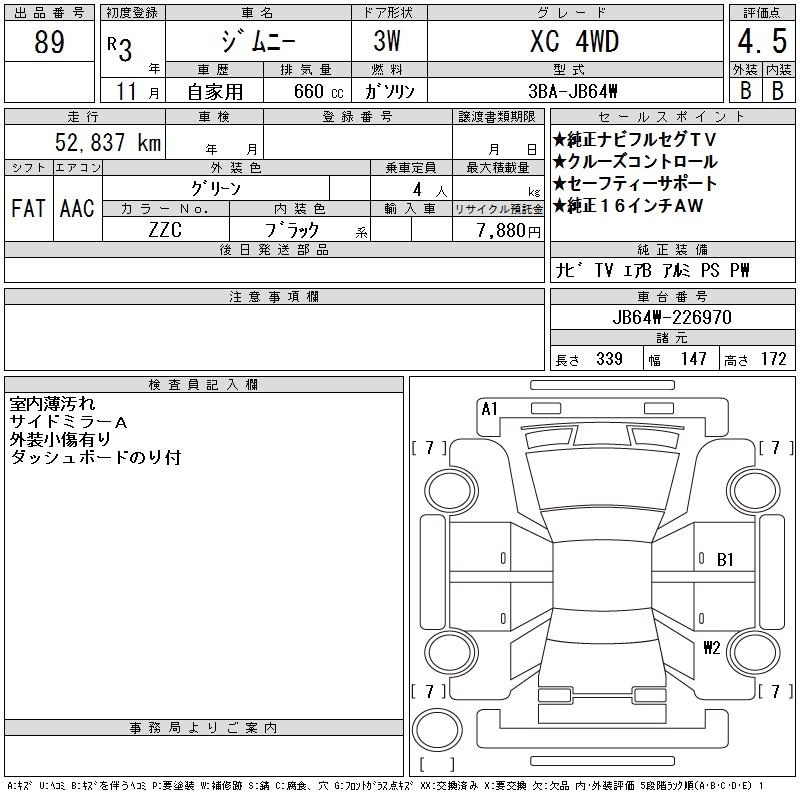 出品番号
89
初度登録
R 3 年
11 月
車名
ジムニー
ドア形状
3W
グレード
XC 4WD
評価点
4.5
車歴
自家用
排気量
660 cc
燃料
ガソリン
型式
3BA-JB64W
外装 内装
B B
走行
52,837 km
車検
年 月
登録番号
譲渡書類期限
月 日
シフト
FAT
エアコン
AAC
外装色
グリーン
乗車定員
4 人
最大積載量
kg
カラーNo.
ZZC
内装色
ブラック 系
輸入車
リサイクル預託金
7,880円
後日発送部品
セールスポイント
★純正ナビフルセグTV
★クルーズコントロール
★セーフティーサポート
★純正16インチAW
純正装備
ナビ TV エアB アルミ PS PW
注意事項欄
車台番号
JB64W-226970
諸元
長さ 339 幅 147 高さ 172
検査員記入欄
室内薄汚れ
サイドミラーA
外装小傷有り
ダッシュボードのり付
事務局よりご案内
A1
[ 7 ] [ 7 ]
B1
W2
[ 7 ] [ 7 ]
[ ]
A:キズ U:ヘコミ B:キズを伴うヘコミ P:要塗装 W:補修跡 S:錆 C:腐食、穴 G:フロントガラス点キズ XX:交換済み X:要交換 欠:欠品 内・外装評価 5段階ランク順(A・B・C・D・E) 1